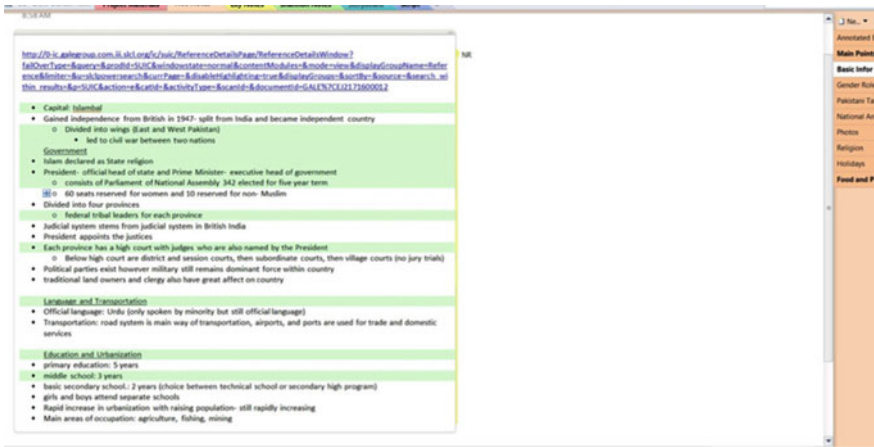 8:58 AM
http://0-ic.galegroup.com.iii.slcl.org/ic/suic/ReferenceDetailsPage/ReferenceDetailsWindow?
failOverType=&query=&prodId=SUIC&windowstate=normal&contentModules=&mode=view&displayGroupName=Refer
ence&limiter=&u=slclpowersearch&currPage=&disableHighlighting=true&displayGroups=&sortBy=&source=&search_wi
thin_results=&p=SUIC&action=e&catId=&activityType=&scanId=&documentId=GALE%7CEJ2171600012
NR
Capital: Islambal
Gained independence from British in 1947- split from India and became independent country
Divided into wings (East and West Pakistan)
led to civil war between two nations
Government
Islam declared as State religion
President- official head of state and Prime Minister- executive head of government
consists of Parliament of National Assembly 342 elected for five year term
60 seats reserved for women and 10 reserved for non- Muslim
Divided into four provinces
federal tribal leaders for each province
Judicial system stems from judicial system in British India
President appoints the justices
Each province has a high court with judges who are also named by the President
Below high court are district and session courts, then subordinate courts, then village courts (no jury trials)
Political parties exist however military still remains dominant force within country
traditional land owners and clergy also have great affect on country
Language and Transportation
Official language: Urdu (only spoken by minority but still official language)
Transportation: road system is main way of transportation, airports, and ports are used for trade and domestic
services
Education and Urbanization
primary education: 5 years
middle school: 3 years
basic secondary school.: 2 years (choice between technical school or secondary high program)
girls and boys attend separate schools
Rapid increase in urbanization with raising population- still rapidly increasing
Main areas of occupation: agriculture, fishing, mining
Ne..
Annotated
Main Point
Basic Infor
Gender Role
Pakistani Ta
National An
Photos
Religion
Holidays
Food and P